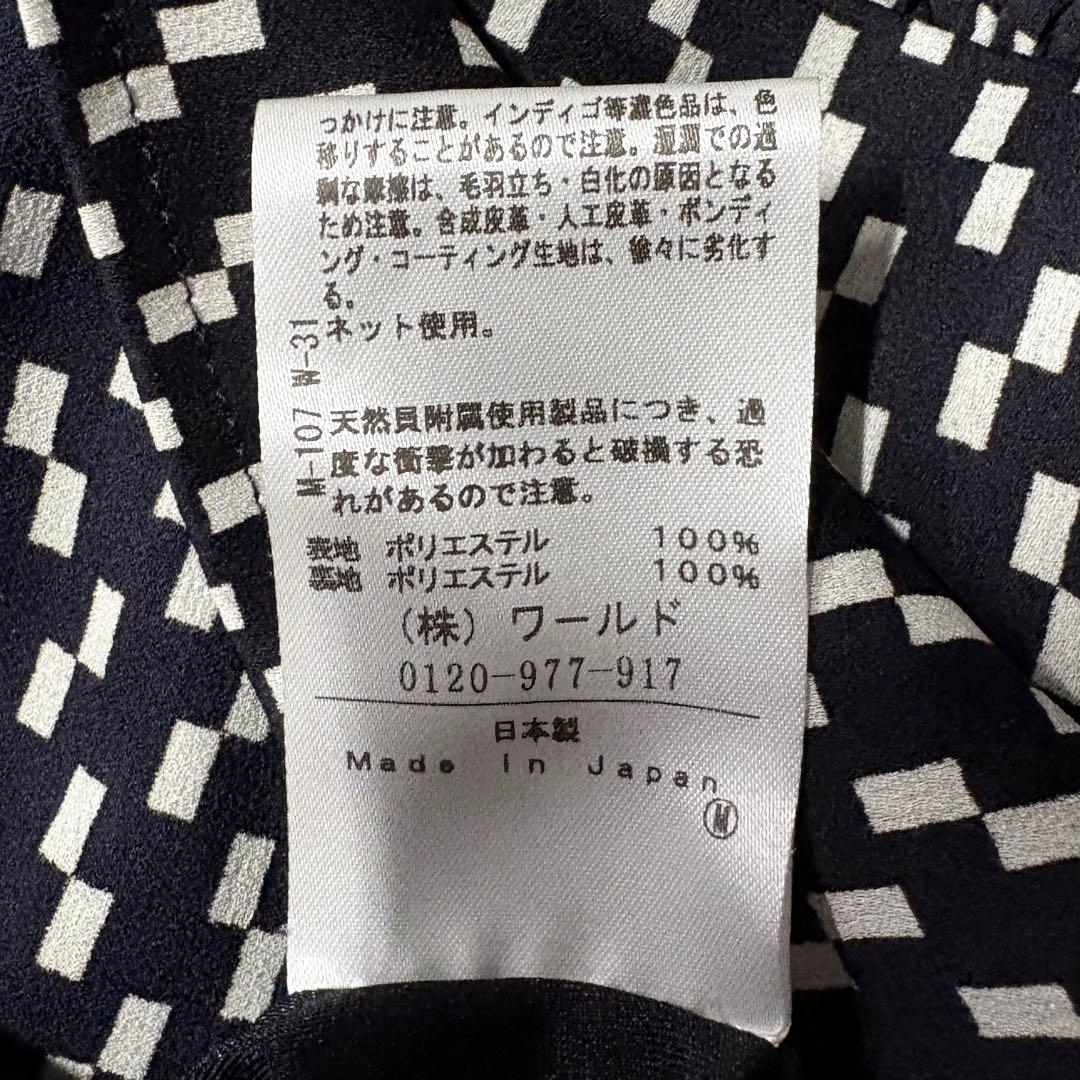 っかけに注意。インディゴ等濃色品は、色
移りすることがあるので注意。湿潤での過
剰な摩擦は、毛羽立ち・白化の原因となる
ため注意。合成皮革・人工皮革・ボンディ
ング・コーティング生地は、徐々に劣化す
る。
ネット使用。
M-107 W-31
天然貝附属使用製品につき、過
度な衝撃が加わると破損する恐
れがあるので注意。
表地 ポリエステル 100%
裏地 ポリエステル 100%
(株) ワールド
0120-977-917
日本製
Made in Japan
Ⓜ